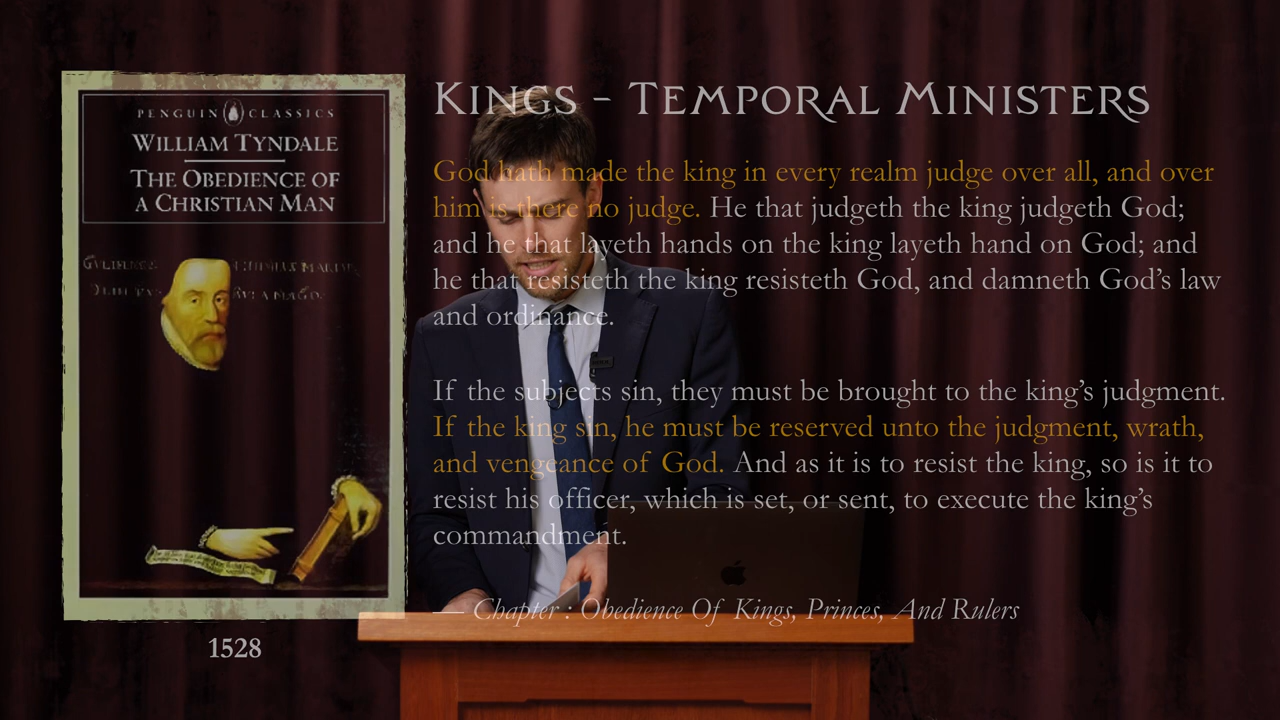 PENGUIN CLASSICS
WILLIAM TYNDALE
THE OBEDIENCE OF
A CHRISTIAN MAN
1528
KINGS – TEMPORAL MINISTERS
God hath made the king in every realm judge over all, and over
him is there no judge. He that judgeth the king judgeth God;
and he that layeth hands on the king layeth hand on God; and
he that resisteth the king resisteth God, and damneth God’s law
and ordinance.
If the subjects sin, they must be brought to the king’s judgment.
If the king sin, he must be reserved unto the judgment, wrath,
and vengeance of God. And as it is to resist the king, so is it to
resist his officer, which is set, or sent, to execute the king’s
commandment.
— Chapter : Obedience Of Kings, Princes, And Rulers